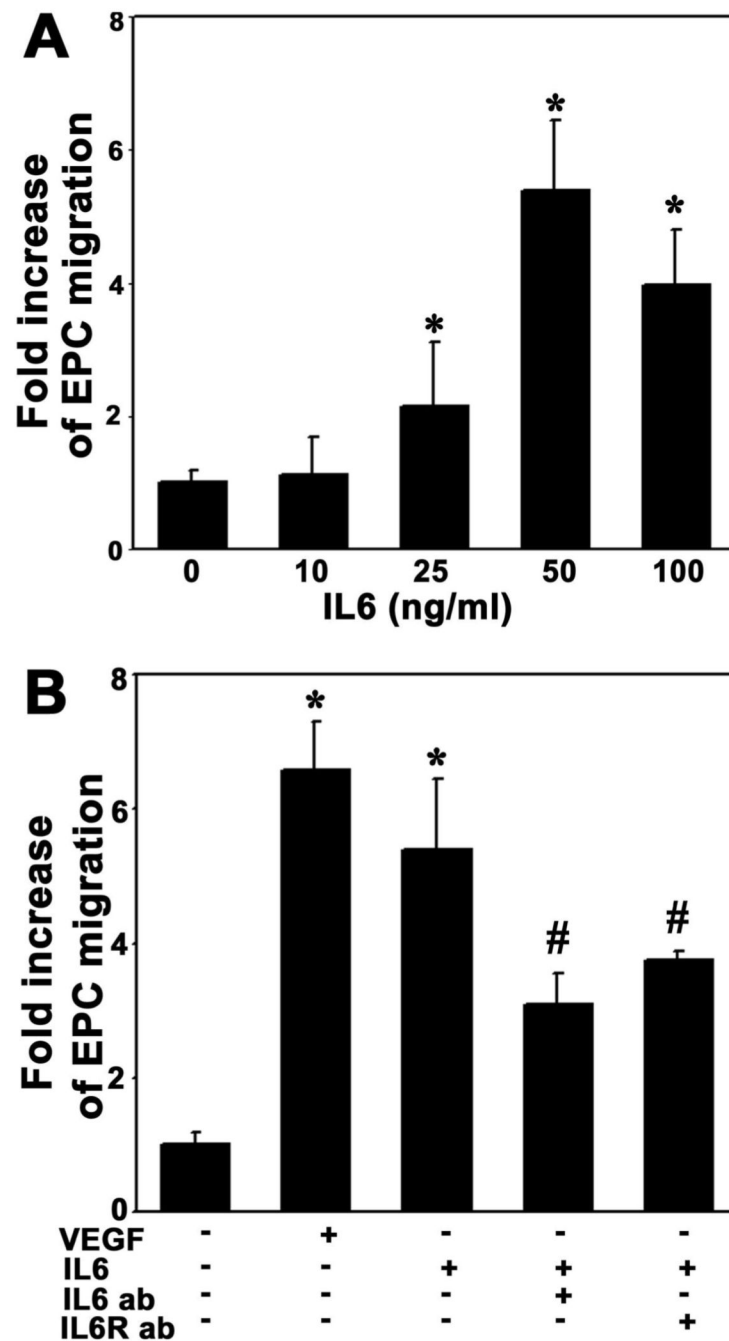 A
Fold increase
of EPC migration
8
6
4
2
0
*
*
*
0 10 25 50 100
IL6 (ng/ml)
B
Fold increase
of EPC migration
8
6
4
2
0
*
*
#
#
VEGF - + - - -
IL6 - - + + +
IL6 ab - - - + -
IL6R ab - - - - +